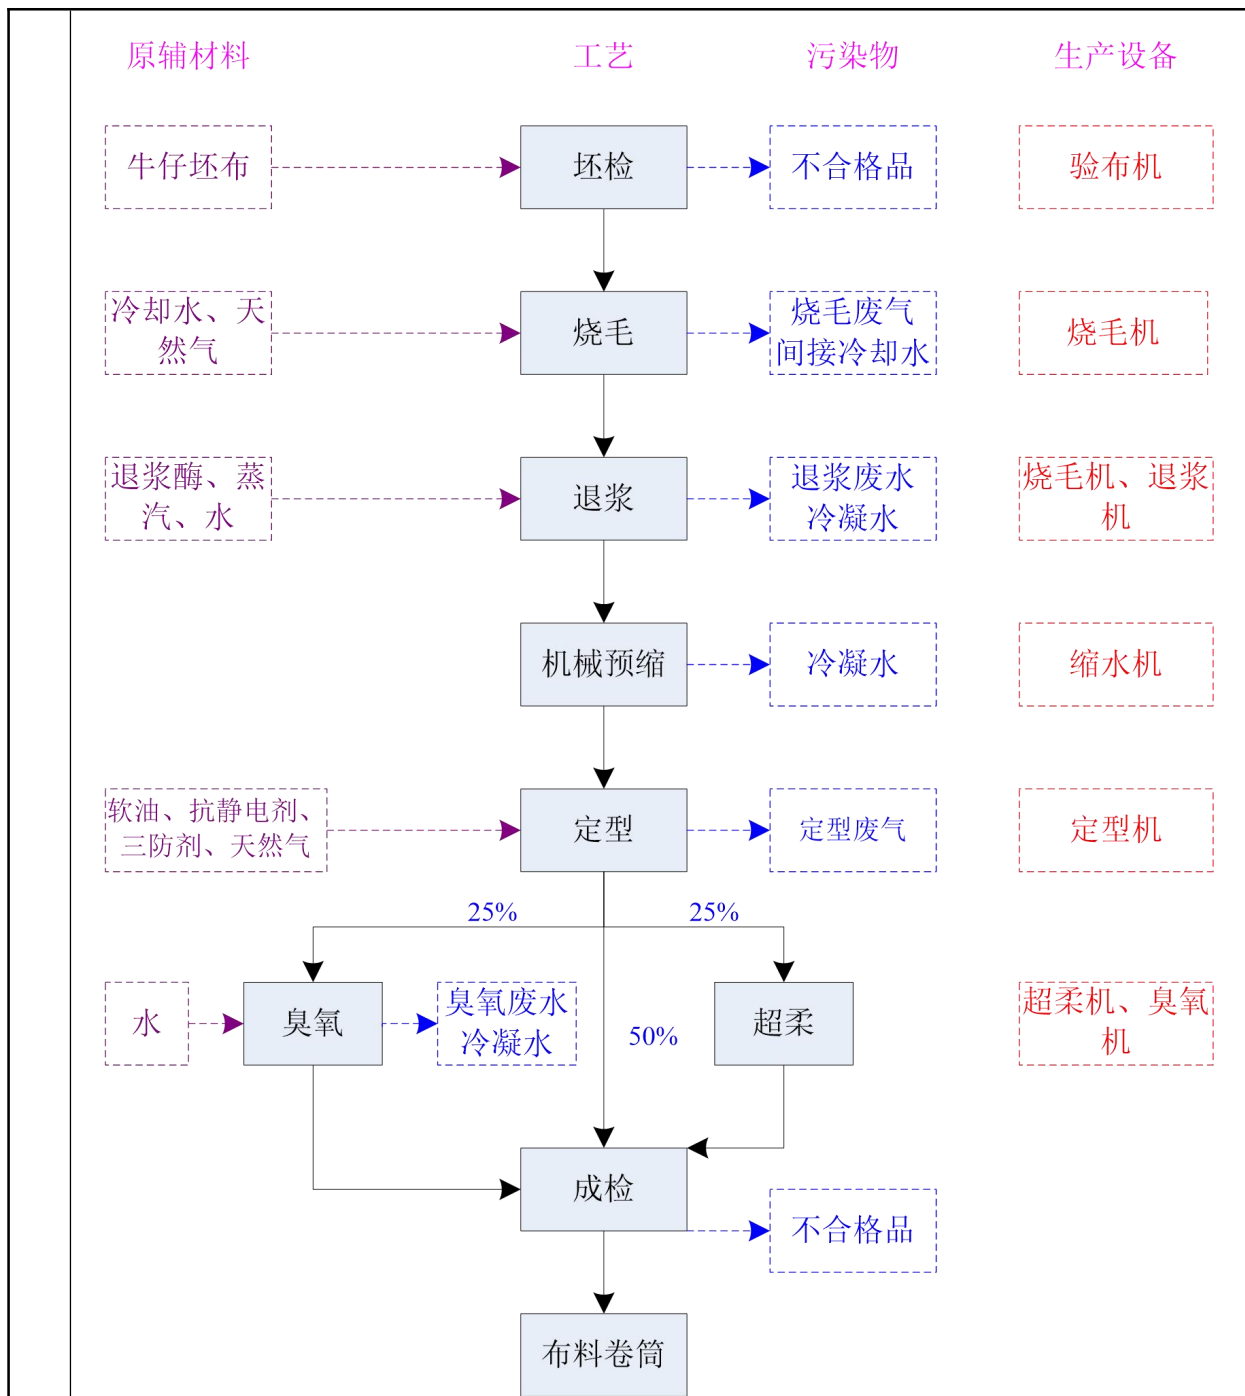 原辅材料
工艺
污染物
生产设备
牛仔坯布
坯检
不合格品
验布机
冷却水、天
然气
烧毛
烧毛废气
间接冷却水
烧毛机
退浆酶、蒸
汽、水
退浆
退浆废水
冷凝水
烧毛机、退浆
机
机械预缩
冷凝水
缩水机
软油、抗静电剂、
三防剂、天然气
定型
定型废气
定型机
25%
25%
水
臭氧
臭氧废水
冷凝水
50%
超柔
超柔机、臭氧
机
成检
不合格品
布料卷筒